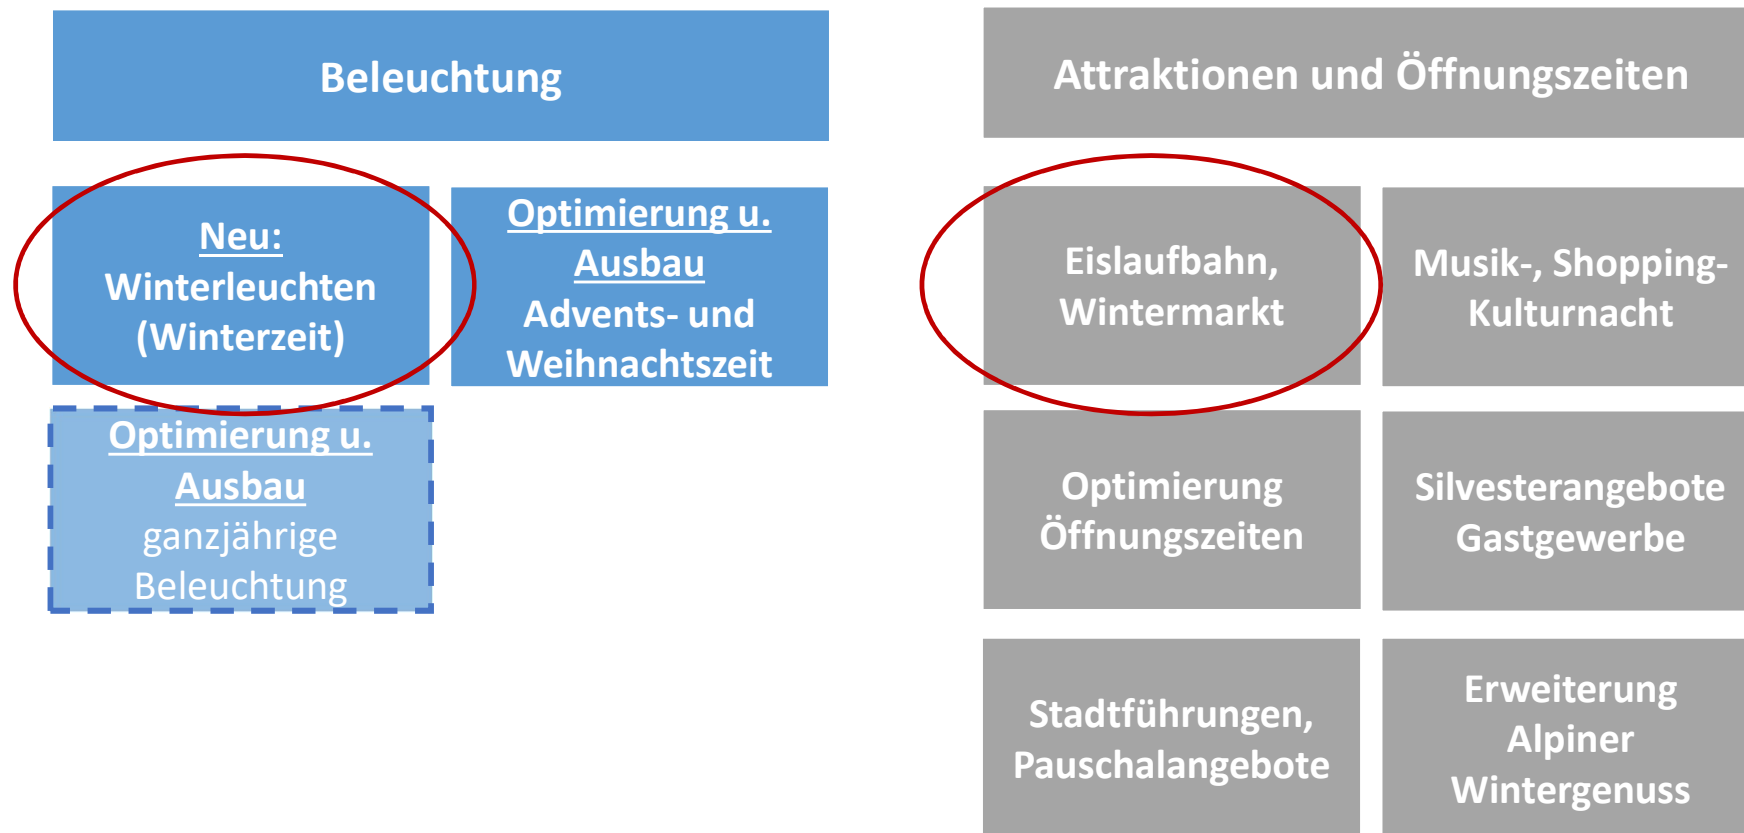 Beleuchtung
Attraktionen und Öffnungszeiten
Neu:
Winterleuchten
(Winterzeit)
Optimierung u.
Ausbau
Advents- und
Weihnachtszeit
Optimierung u.
Ausbau
ganzjährige
Beleuchtung
Eislaufbahn,
Wintermarkt
Musik-, Shopping-
Kulturnacht
Optimierung
Öffnungszeiten
Silvesterangebote
Gastgewerbe
Stadtführungen,
Pauschalangebote
Erweiterung
Alpiner
Wintergenuss